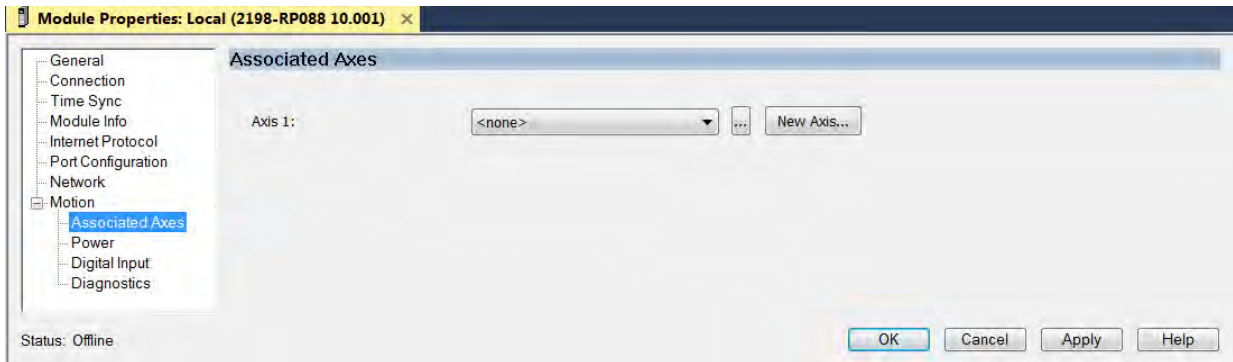 Module Properties: Local (2198-RP088 10.001) ×
General
Connection
Time Sync
Module Info
Internet Protocol
Port Configuration
Network
Motion
Associated Axes
Power
Digital Input
Diagnostics
Associated Axes
Axis 1: <none> ... New Axis...
Status: Offline OK Cancel Apply Help